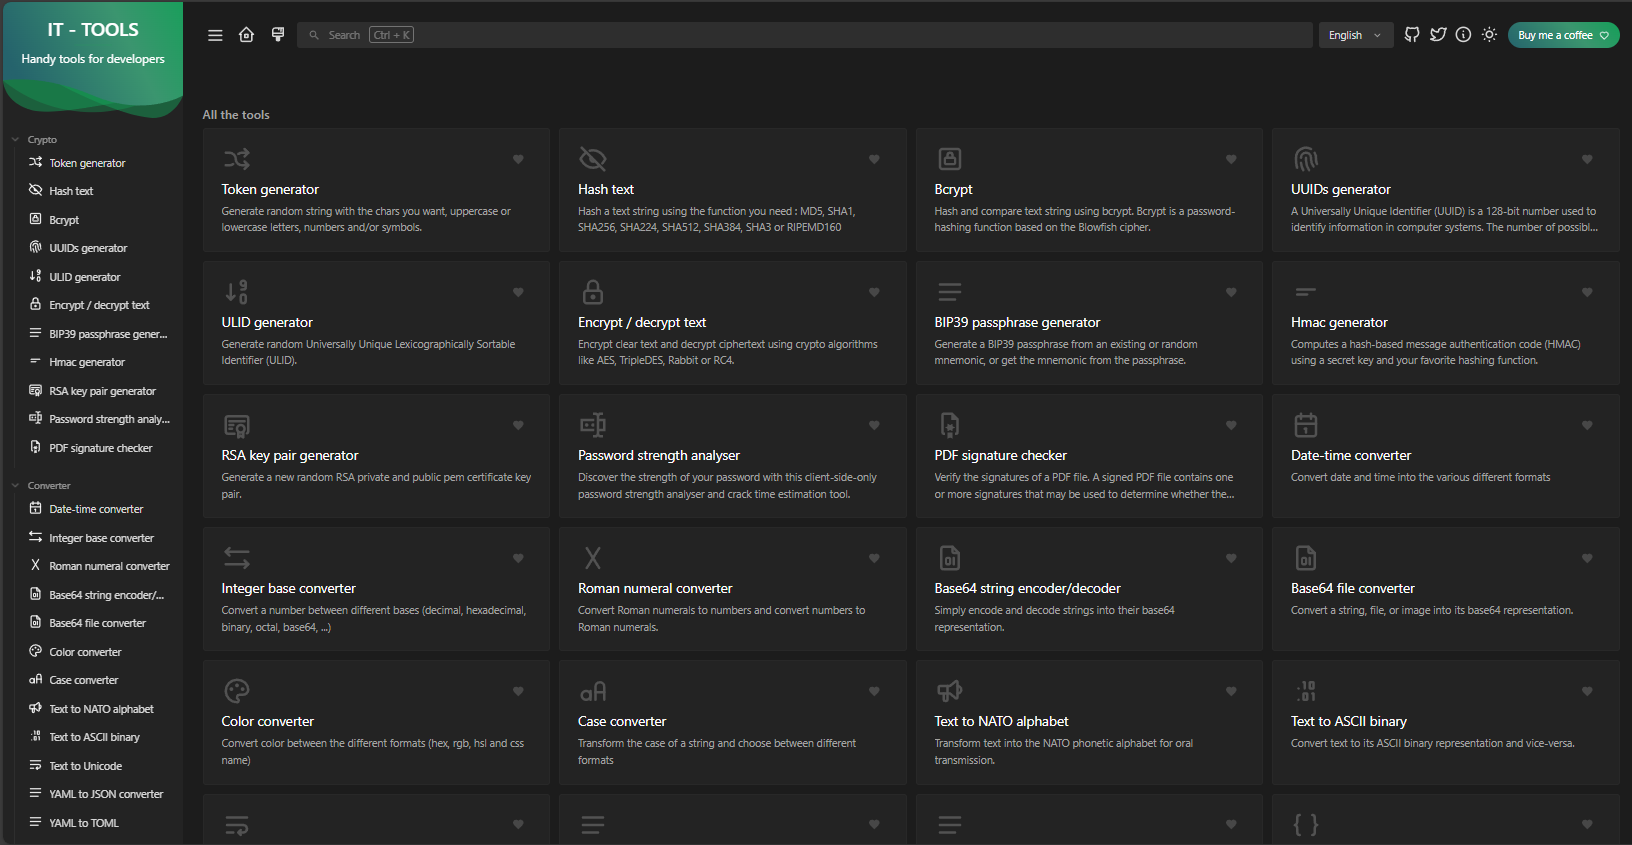 IT - TOOLS
Handy tools for developers
Search Ctrl + K
English
Buy me a coffee
Crypto
Token generator
Hash text
Bcrypt
UUIDs generator
ULID generator
Encrypt / decrypt text
BIP39 passphrase gener...
Hmac generator
RSA key pair generator
Password strength analy...
PDF signature checker
Converter
Date-time converter
Integer base converter
Roman numeral converter
Base64 string encoder/...
Base64 file converter
Color converter
Case converter
Text to NATO alphabet
Text to ASCII binary
Text to Unicode
YAML to JSON converter
YAML to TOML
All the tools
Token generator
Generate random string with the chars you want, uppercase or
lowercase letters, numbers and/or symbols.
Hash text
Hash a text string using the function you need : MD5, SHA1,
SHA256, SHA224, SHA512, SHA384, SHA3 or RIPEMD160
Bcrypt
Hash and compare text string using bcrypt. Bcrypt is a password-
hashing function based on the Blowfish cipher.
UUIDs generator
A Universally Unique Identifier (UUID) is a 128-bit number used to
identify information in computer systems. The number of possibl...
ULID generator
Generate random Universally Unique Lexicographically Sortable
Identifier (ULID).
Encrypt / decrypt text
Encrypt clear text and decrypt ciphertext using crypto algorithms
like AES, TripleDES, Rabbit or RC4.
BIP39 passphrase generator
Generate a BIP39 passphrase from an existing or random
mnemonic, or get the mnemonic from the passphrase.
Hmac generator
Computes a hash-based message authentication code (HMAC)
using a secret key and your favorite hashing function.
RSA key pair generator
Generate a new random RSA private and public pem certificate key
pair.
Password strength analyser
Discover the strength of your password with this client-side-only
password strength analyser and crack time estimation tool.
PDF signature checker
Verify the signatures of a PDF file. A signed PDF file contains one
or more signatures that may be used to determine whether the...
Date-time converter
Convert date and time into the various different formats
Integer base converter
Convert a number between different bases (decimal, hexadecimal,
binary, octal, base64, ...)
Roman numeral converter
Convert Roman numerals to numbers and convert numbers to
Roman numerals.
Base64 string encoder/decoder
Simply encode and decode strings into their base64
representation.
Base64 file converter
Convert a string, file, or image into its base64 representation.
Color converter
Convert color between the different formats (hex, rgb, hsl and css
name)
Case converter
Transform the case of a string and choose between different
formats
Text to NATO alphabet
Transform text into the NATO phonetic alphabet for oral
transmission.
Text to ASCII binary
Convert text to its ASCII binary representation and vice-versa.